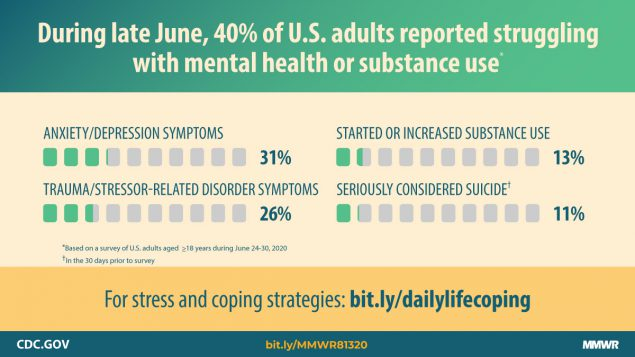 During late June, 40% of U.S. adults reported struggling
with mental health or substance use*
ANXIETY/DEPRESSION SYMPTOMS
31%
STARTED OR INCREASED SUBSTANCE USE
13%
TRAUMA/STRESSOR-RELATED DISORDER SYMPTOMS
26%
SERIOUSLY CONSIDERED SUICIDE†
11%
*Based on a survey of U.S. adults aged ≥18 years during June 24-30, 2020
†In the 30 days prior to survey
For stress and coping strategies: bit.ly/dailylifecoping
CDC.GOV
bit.ly/MMWR81320
MMWR